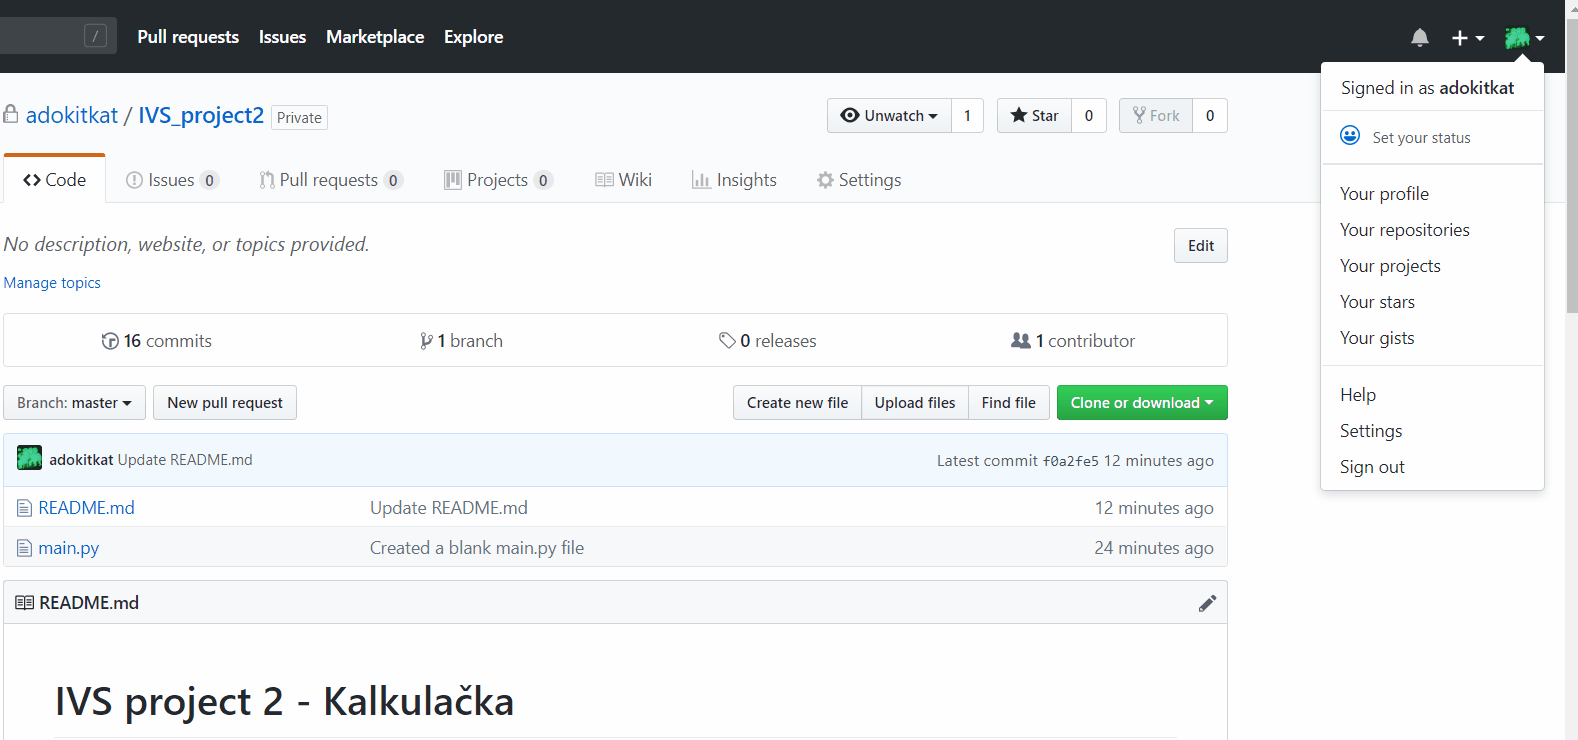 / Pull requests Issues Marketplace Explore
Signed in as adokitkat
Set your status
Your profile
Your repositories
Your projects
Your stars
Your gists
Help
Settings
Sign out
adokitkat / IVS_project2 Private
Unwatch 1 Star 0 Fork 0
Code Issues 0 Pull requests 0 Projects 0 Wiki Insights Settings
No description, website, or topics provided. Edit
Manage topics
16 commits 1 branch 0 releases 1 contributor
Branch: master New pull request Create new file Upload files Find file Clone or download
adokitkat Update README.md Latest commit f0a2fe5 12 minutes ago
README.md Update README.md 12 minutes ago
main.py Created a blank main.py file 24 minutes ago
README.md
IVS project 2 - Kalkulačka